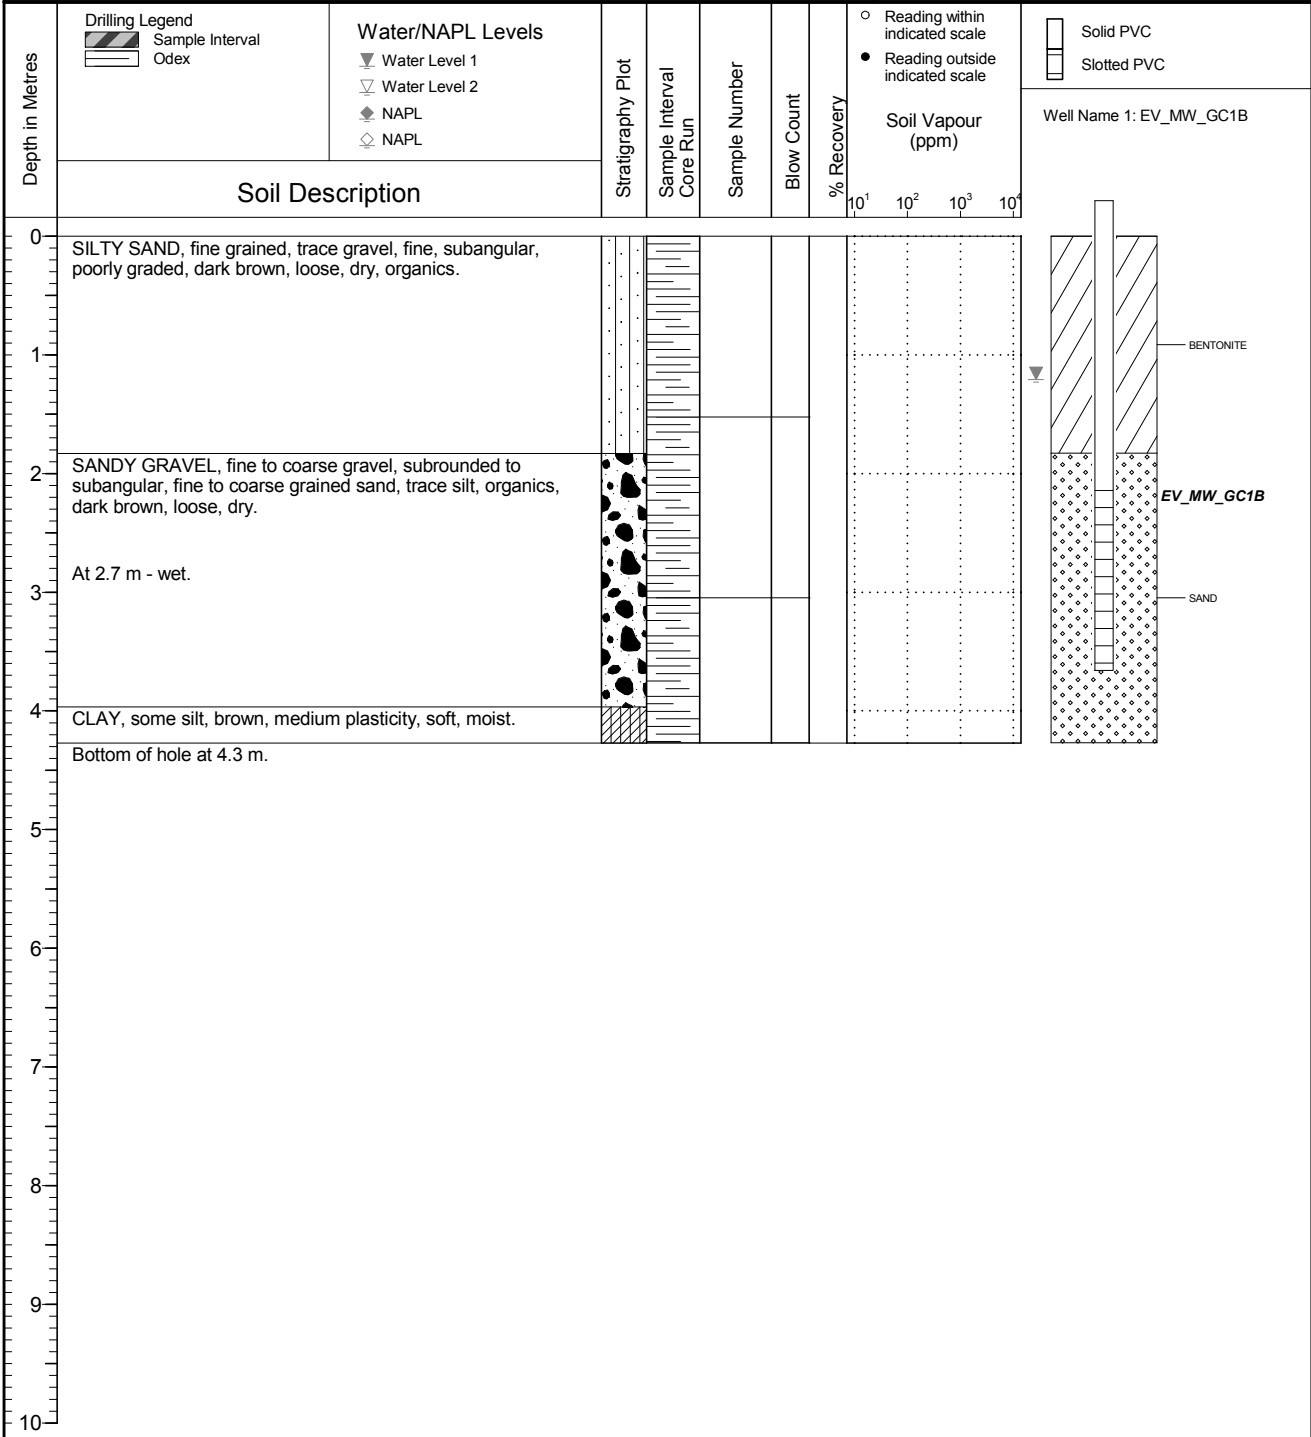 Depth in Metres
Drilling Legend
Sample Interval
Odex
Water/NAPL Levels
Water Level 1
Water Level 2
NAPL
NAPL
Soil Description
Stratigraphy Plot
Sample Interval
Core Run
Sample Number
Blow Count
% Recovery
Reading within
indicated scale
Reading outside
indicated scale
Soil Vapour
(ppm)
10¹ 10² 10³ 10⁴
Solid PVC
Slotted PVC
Well Name 1: EV_MW_GC1B
0
SILTY SAND, fine grained, trace gravel, fine, subangular,
poorly graded, dark brown, loose, dry, organics.
1
BENTONITE
2
SANDY GRAVEL, fine to coarse gravel, subrounded to
subangular, fine to coarse grained sand, trace silt, organics,
dark brown, loose, dry.
EV_MW_GC1B
At 2.7 m - wet.
3
SAND
4
CLAY, some silt, brown, medium plasticity, soft, moist.
Bottom of hole at 4.3 m.
5
6
7
8
9
10